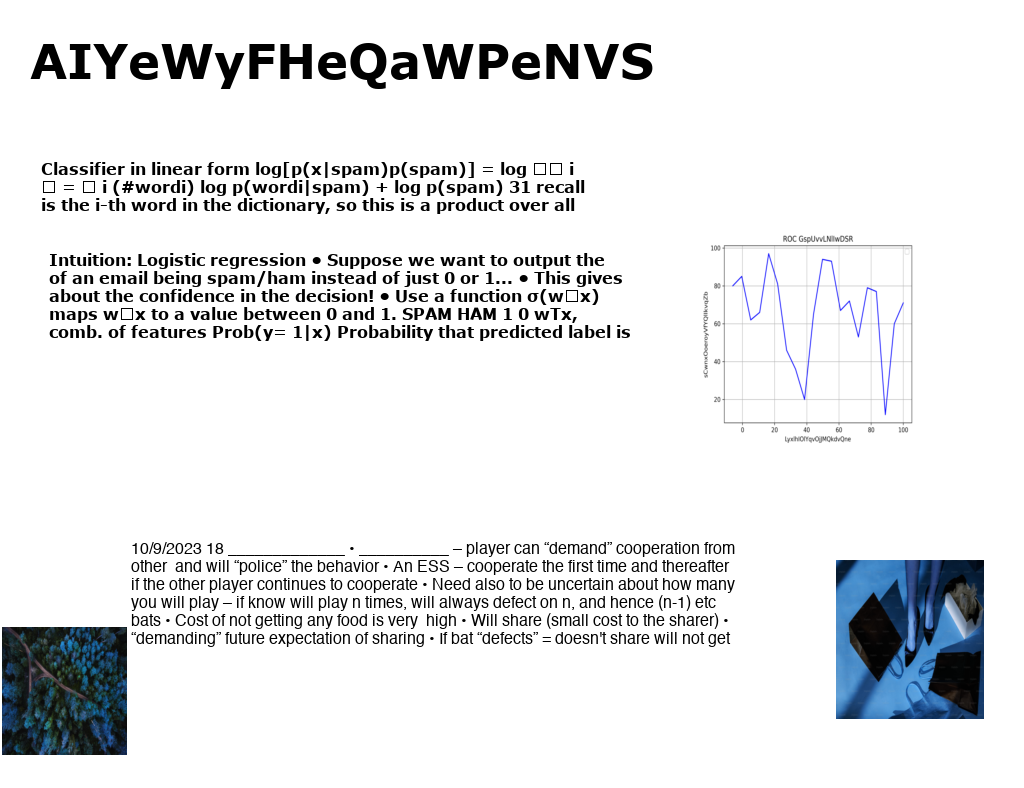 AIYeWyFHeQaWPeNVS
Classifier in linear form log[p(x|spam)p(spam)] = log □□ i
□ = □ i (#wordi) log p(wordi|spam) + log p(spam) 31 recall
is the i-th word in the dictionary, so this is a product over all
Intuition: Logistic regression ● Suppose we want to output the
of an email being spam/ham instead of just 0 or 1... ● This gives
about the confidence in the decision! ● Use a function σ(w□x)
maps w□x to a value between 0 and 1. SPAM HAM 1 0 wTx,
comb. of features Prob(y= 1|x) Probability that predicted label is
ROC GspUvvLNllwDSR
100
80
60
40
20
0 20 40 60 80 100
10/9/2023 18 _____________ • __________ – player can “demand” cooperation from
other and will “police” the behavior • An ESS – cooperate the first time and thereafter
if the other player continues to cooperate • Need also to be uncertain about how many
you will play – if know will play n times, will always defect on n, and hence (n-1) etc
bats • Cost of not getting any food is very high • Will share (small cost to the sharer) •
“demanding” future expectation of sharing • If bat “defects” = doesn't share will not get